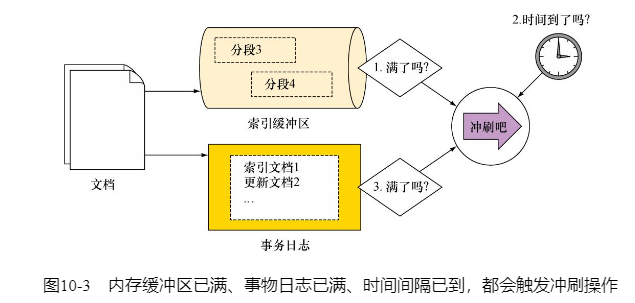 2.时间到了吗?
分段3
1. 满了吗?
分段4
冲刷吧
索引缓冲区
索引文档1
更新文档2
...
3. 满了吗?
文档
事务日志
图10-3 内存缓冲区已满、事物日志已满、时间间隔已到，都会触发冲刷操作